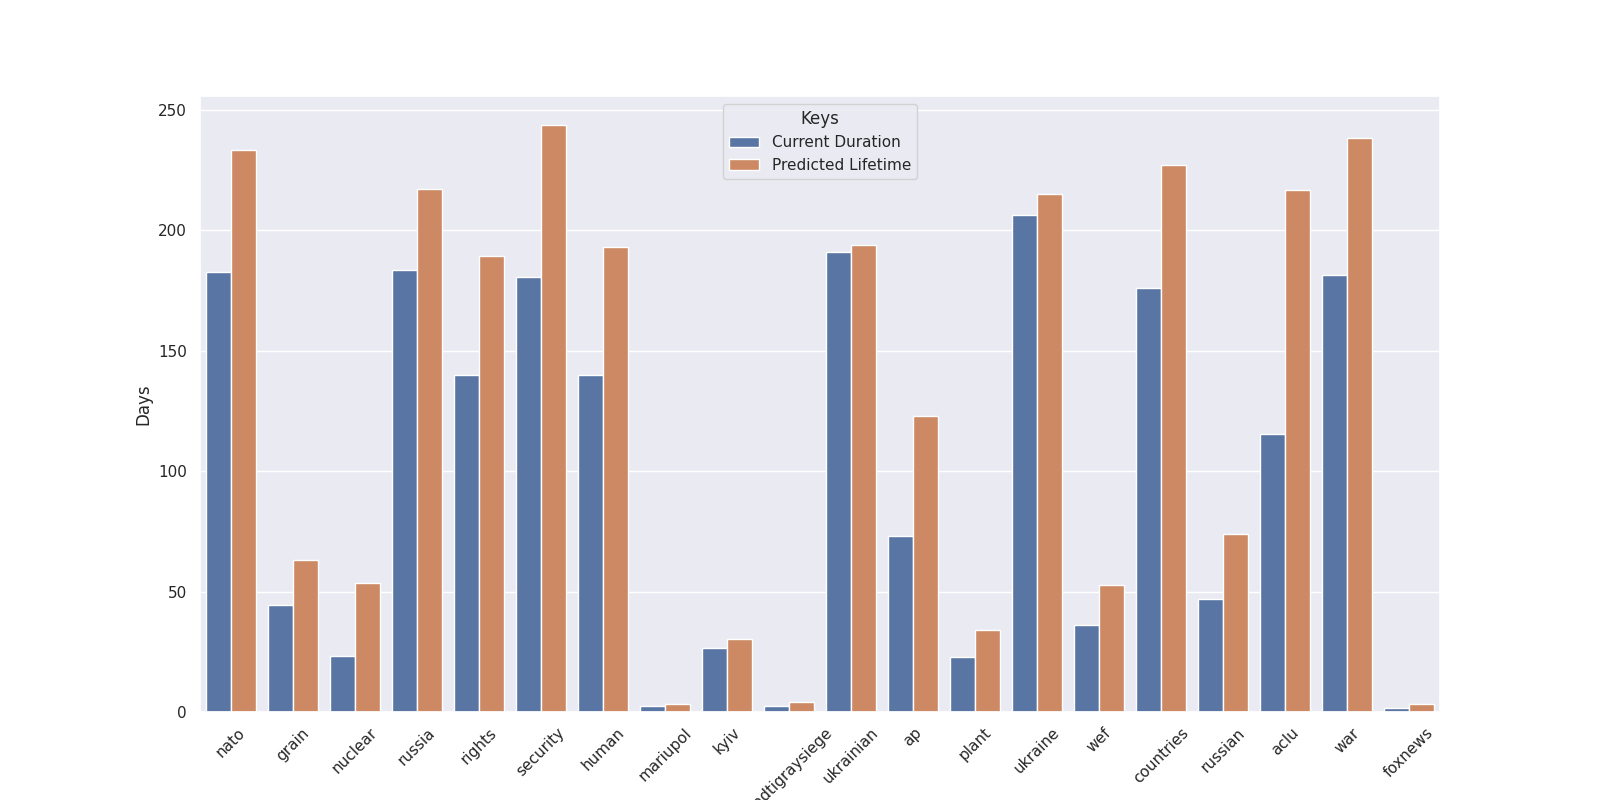 Keys
Current Duration
Predicted Lifetime
Days
250
200
150
100
50
0
nato
grain
nuclear
russia
rights
security
human
mariupol
kyiv
ukrainian
ap
plant
ukraine
wef
countries
russian
aclu
war
foxnews